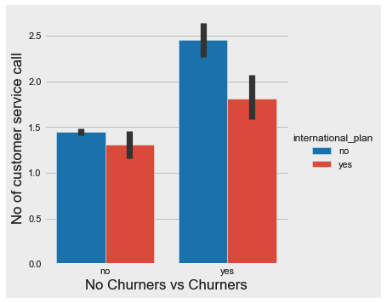 No of customer service call
2.5
2.0
1.5
1.0
0.5
0.0
no
yes
No Churners vs Churners
international_plan
no
yes